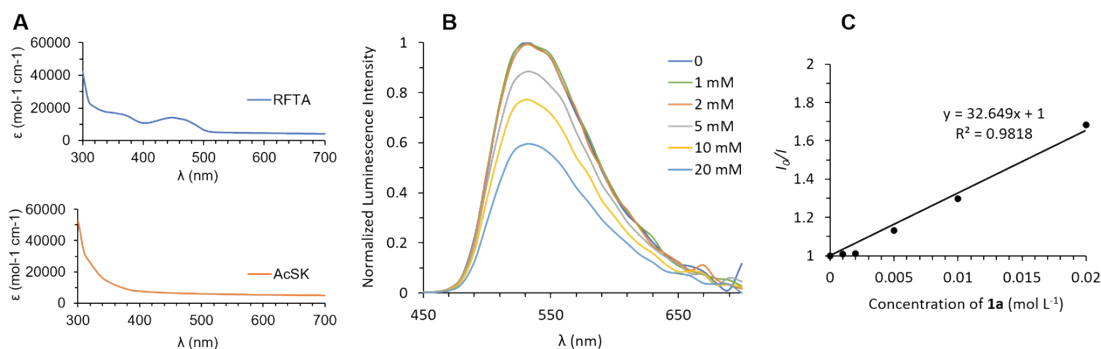 A
60000
40000
20000
0
300
400
500
600
700
ε (mol-1 cm-1)
λ (nm)
RFTA
60000
40000
20000
0
300
400
500
600
700
ε (mol-1 cm-1)
λ (nm)
AcSK
B
1
0.8
0.6
0.4
0.2
0
450
550
650
Normalized Luminescence Intensity
λ (nm)
0
1 mM
2 mM
5 mM
10 mM
20 mM
C
2
1.8
1.6
1.4
1.2
1
0
0.005
0.01
0.015
0.02
I₀/I
y = 32.649x + 1
R² = 0.9818
Concentration of 1a (mol L⁻¹)